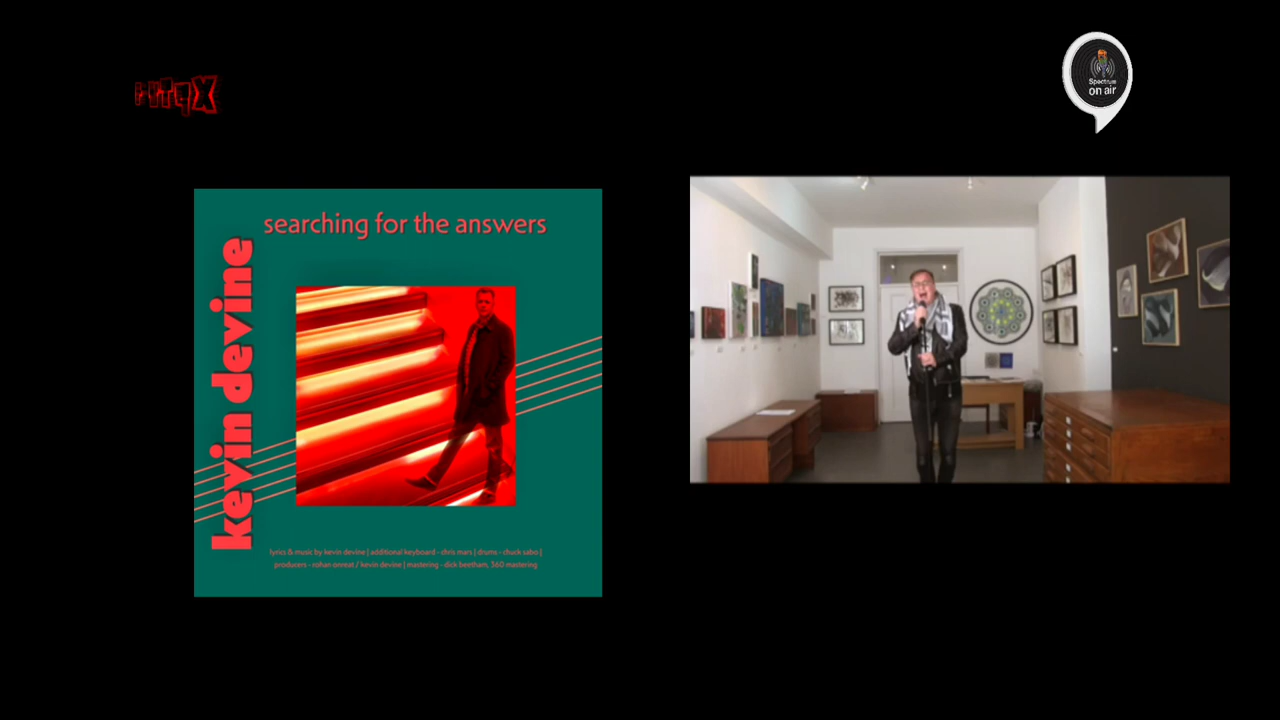 Spectrum
on air
searching for the answers
kevin devine
lyrics & music by kevin devine | additional keyboard - chris mars | drums - chuck sabo |
producers - rohan onraet / kevin devine | mastering - dick beetham, 360 mastering